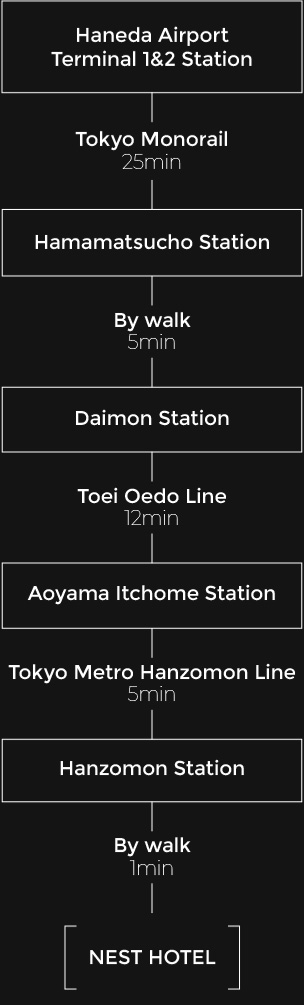 Haneda Airport
Terminal 1&2 Station
Tokyo Monorail
25min
Hamamatsucho Station
By walk
5min
Daimon Station
Toei Oedo Line
12min
Aoyama Itchome Station
Tokyo Metro Hanzomon Line
5min
Hanzomon Station
By walk
1min
NEST HOTEL